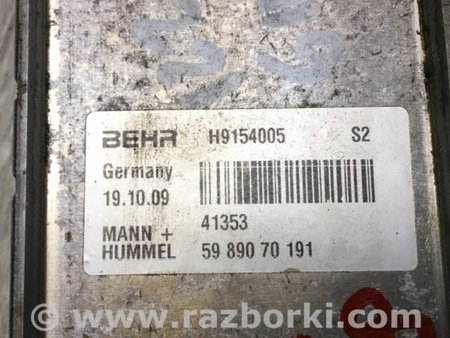 BEHR H9154005 S2
Germany
19.10.09
MANN + 41353
HUMMEL 59 890 70 191
© www.razborki.com